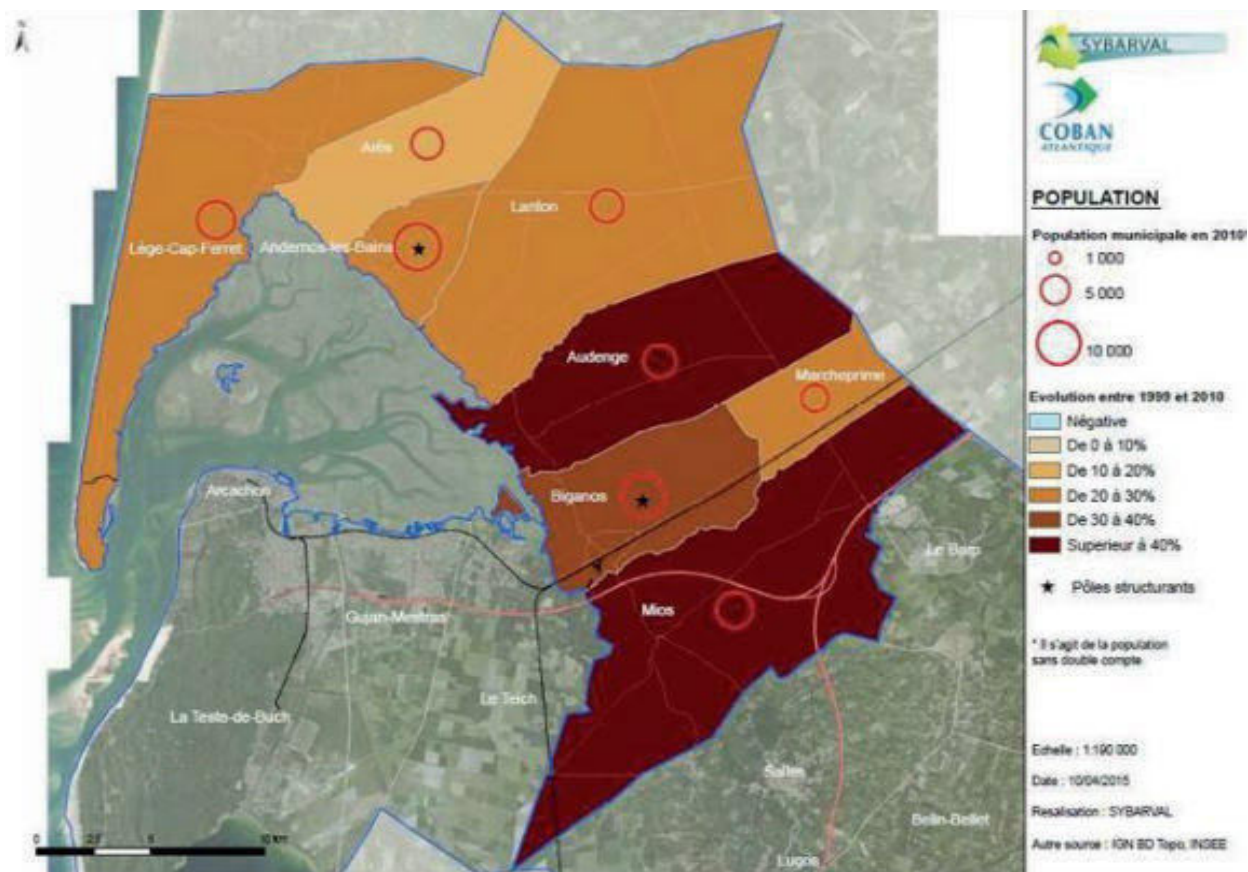 SYBARVAL
COBAN
ATLANTIQUE
POPULATION
Population municipale en 2010*
1 000
5 000
10 000
Evolution entre 1999 et 2010
Négative
De 0 à 10%
De 10 à 20%
De 20 à 30%
De 30 à 40%
Superieur à 40%
Pôles structurants
* Il s'agit de la population
sans double compte
Echelle : 1:190 000
Date : 10/04/2015
Realisation : SYBARVAL
Autre source : IGN BD Topo, INSEE
Arès
Lanton
Lège-Cap-Ferret
Andernos-les-Bains
Audenge
Marcheprime
Biganos
Arcachon
Le Barp
Mios
Gujan-Mestras
Le Teich
La Teste-de-Buch
Salles
Belin-Beliet
Lugos
0 2,5 5 10 km